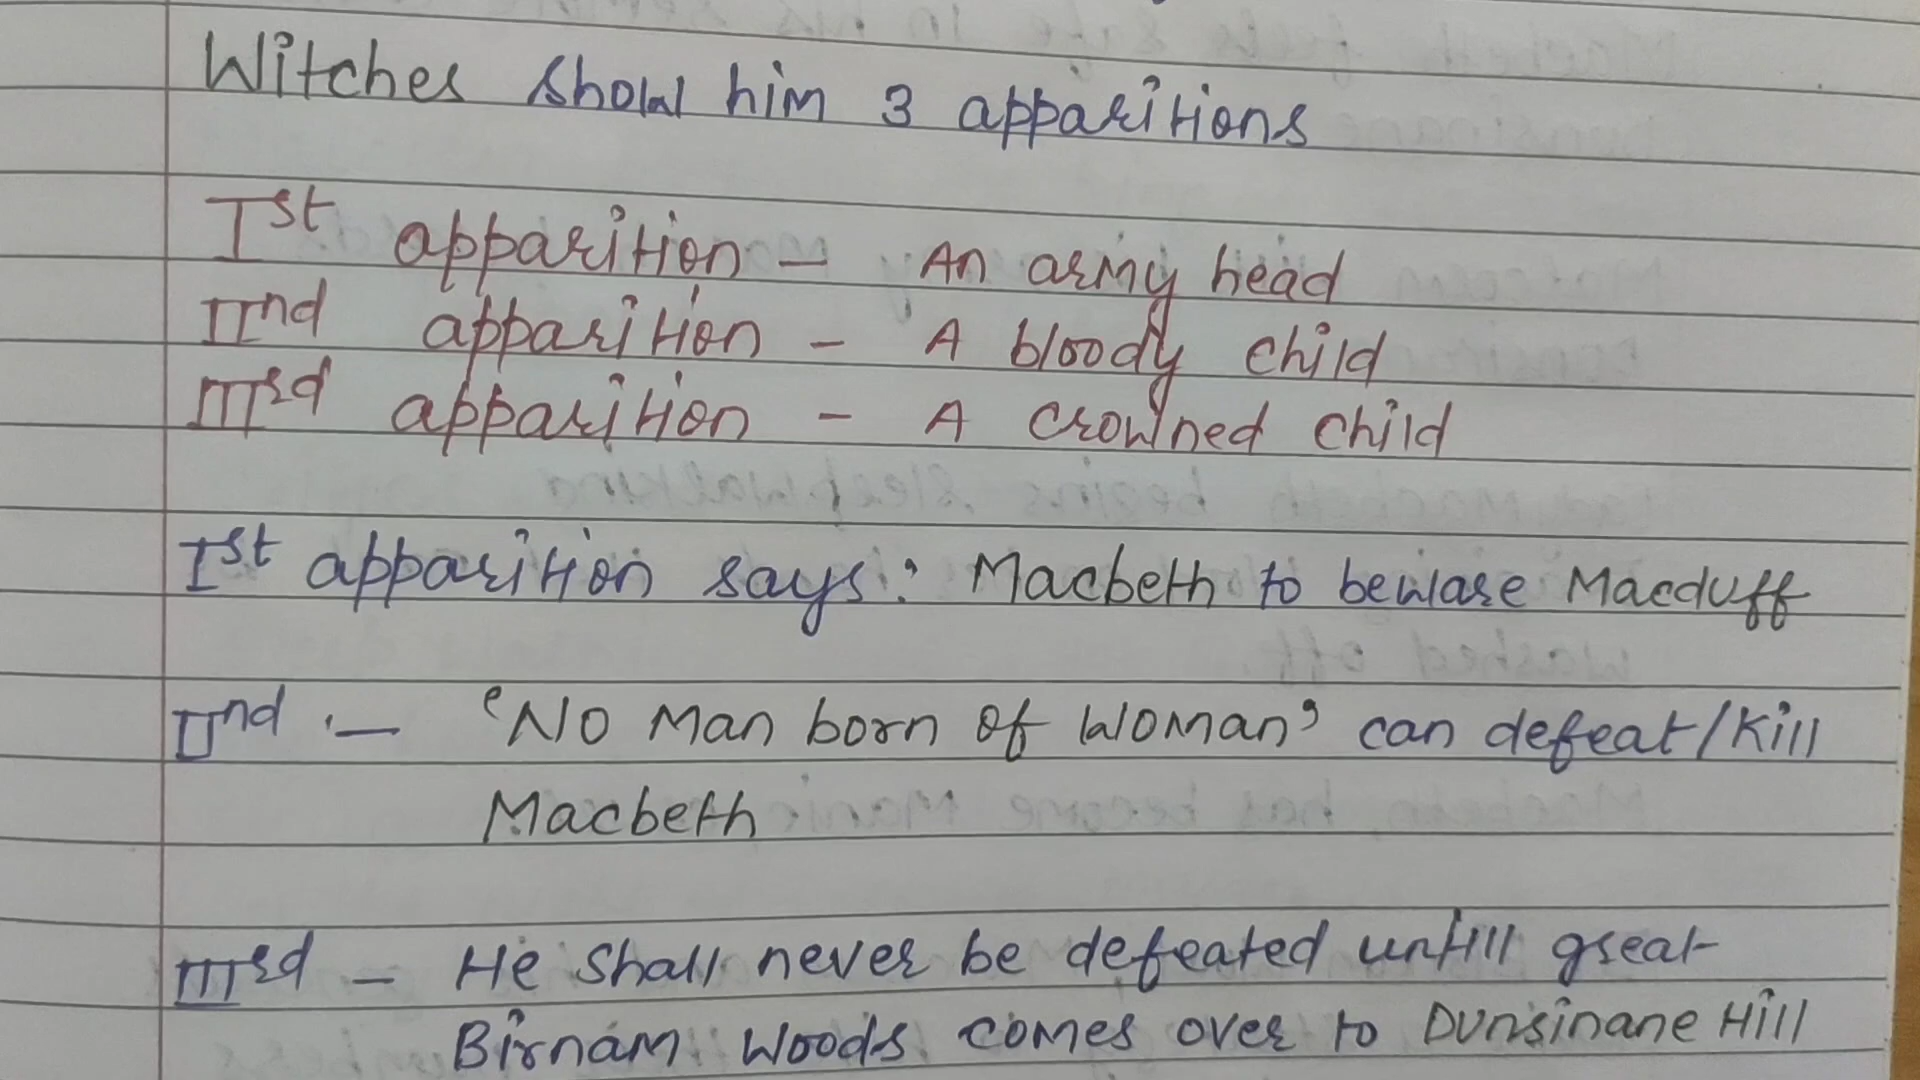 Witches show him 3 apparitions
Ist apparition - An army head
IInd apparition - A bloody child
IIIrd apparition - A crowned child
Ist apparition says: Macbeth to beware Macduff
IInd :- 'No Man born of Woman' can defeat/kill
Macbeth
IIIrd - He shall never be defeated untill great
Birnam Woods comes over to Dunsinane Hill